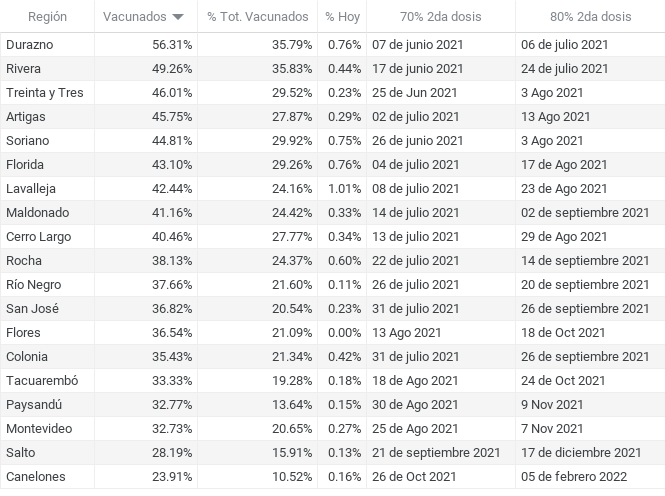 Región Vacunados % Tot. Vacunados % Hoy 70% 2da dosis 80% 2da dosis
Durazno 56.31% 35.79% 0.76% 07 de junio 2021 06 de julio 2021
Rivera 49.26% 35.83% 0.44% 17 de junio 2021 24 de julio 2021
Treinta y Tres 46.01% 29.52% 0.23% 25 de Jun 2021 3 Ago 2021
Artigas 45.75% 27.87% 0.29% 02 de julio 2021 13 Ago 2021
Soriano 44.81% 29.92% 0.75% 26 de junio 2021 3 Ago 2021
Florida 43.10% 29.26% 0.76% 04 de julio 2021 17 de Ago 2021
Lavalleja 42.44% 24.16% 1.01% 08 de julio 2021 23 de Ago 2021
Maldonado 41.16% 24.42% 0.33% 14 de julio 2021 02 de septiembre 2021
Cerro Largo 40.46% 27.77% 0.34% 13 de julio 2021 29 de Ago 2021
Rocha 38.13% 24.37% 0.60% 22 de julio 2021 14 de septiembre 2021
Río Negro 37.66% 21.60% 0.11% 26 de julio 2021 20 de septiembre 2021
San José 36.82% 20.54% 0.23% 31 de julio 2021 26 de septiembre 2021
Flores 36.54% 21.09% 0.00% 13 Ago 2021 18 de Oct 2021
Colonia 35.43% 21.34% 0.42% 31 de julio 2021 26 de septiembre 2021
Tacuarembó 33.33% 19.28% 0.18% 18 de Ago 2021 24 de Oct 2021
Paysandú 32.77% 13.64% 0.15% 30 de Ago 2021 9 Nov 2021
Montevideo 32.73% 20.65% 0.27% 25 de Ago 2021 7 Nov 2021
Salto 28.19% 15.91% 0.13% 21 de septiembre 2021 17 de diciembre 2021
Canelones 23.91% 10.52% 0.16% 26 de Oct 2021 05 de febrero 2022